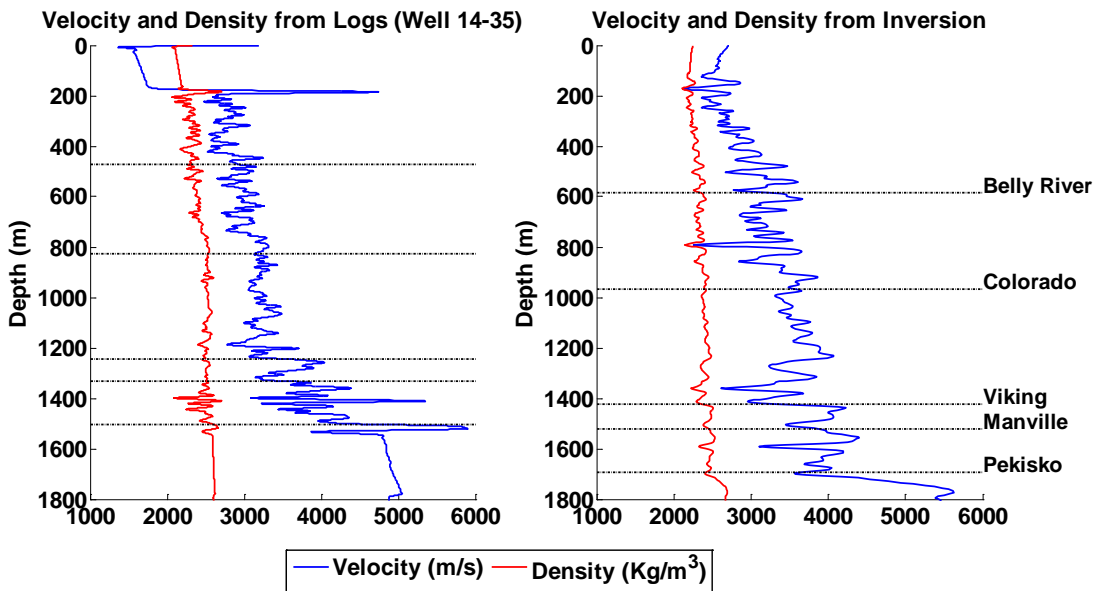 Velocity and Density from Logs (Well 14-35)
0
200
400
600
800
1000
1200
1400
1600
1800
Depth (m)
1000 2000 3000 4000 5000 6000
Velocity and Density from Inversion
0
200
400
600
800
1000
1200
1400
1600
1800
Depth (m)
1000 2000 3000 4000 5000 6000
Belly River
Colorado
Viking
Manville
Pekisko
Velocity (m/s) Density (Kg/m³)